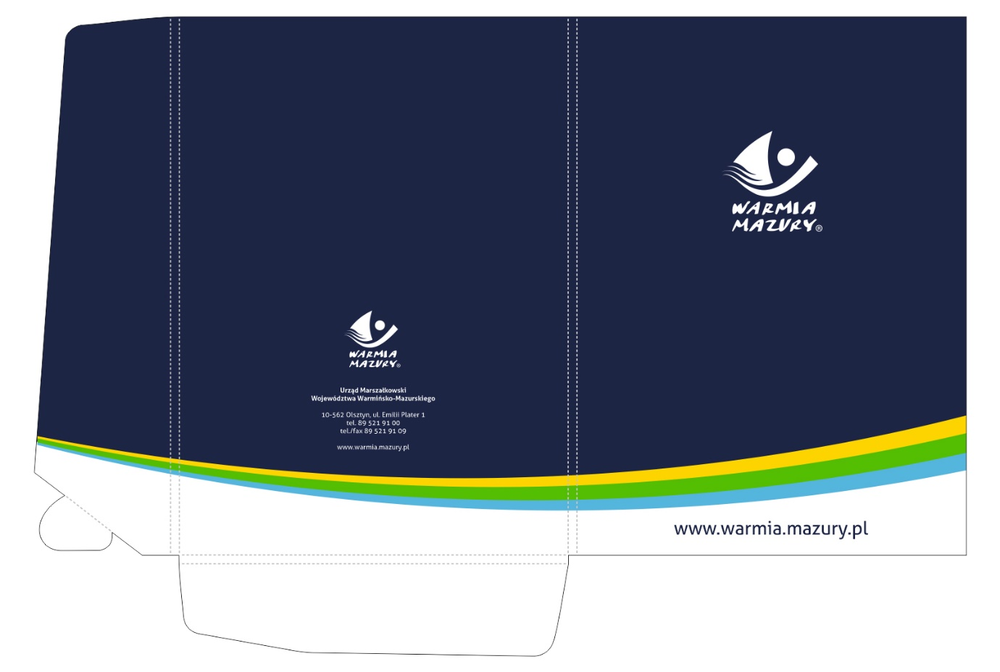 WARMIA
MAZURY®
Urząd Marszałkowski
Województwa Warmińsko-Mazurskiego
10-562 Olsztyn, ul. Emilii Plater 1
tel. 89 521 91 00
tel./fax 89 521 91 09
www.warmia.mazury.pl
WARMIA
MAZURY®
www.warmia.mazury.pl